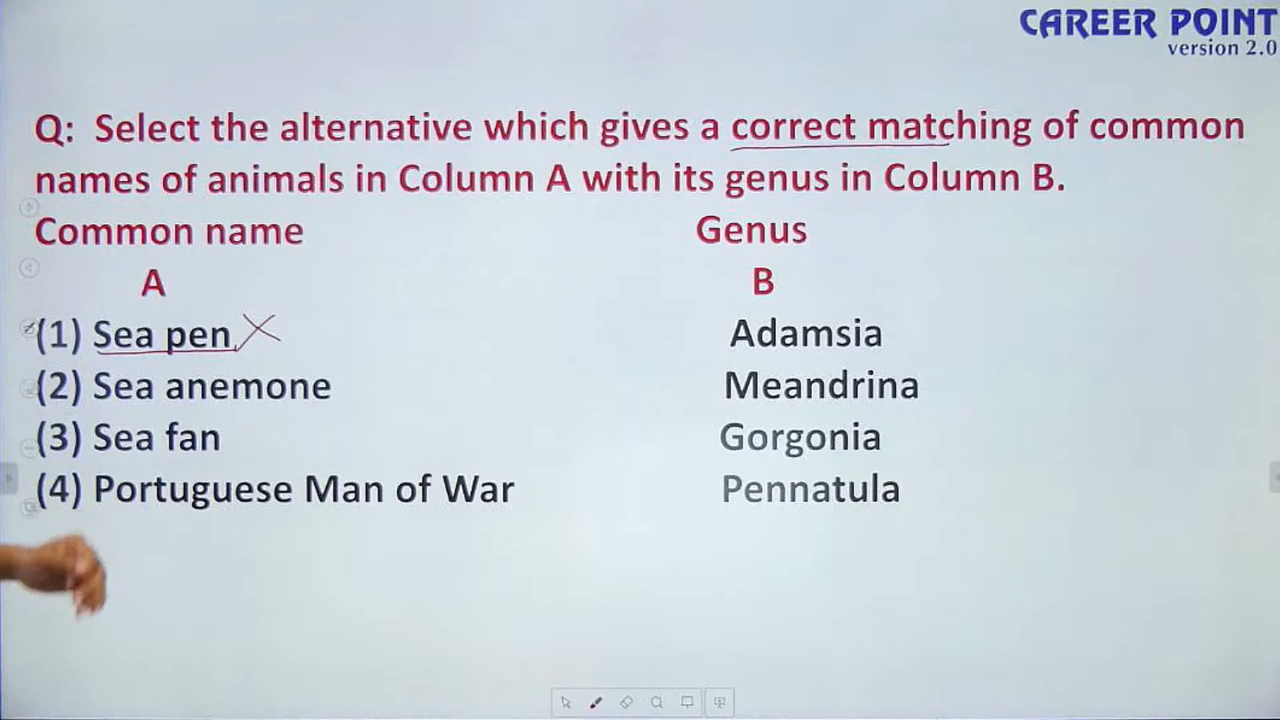 CAREER POINT
version 2.0
Q: Select the alternative which gives a correct matching of common
names of animals in Column A with its genus in Column B.
Common name Genus
A B
(1) Sea pen Adamsia
(2) Sea anemone Meandrina
(3) Sea fan Gorgonia
(4) Portuguese Man of War Pennatula